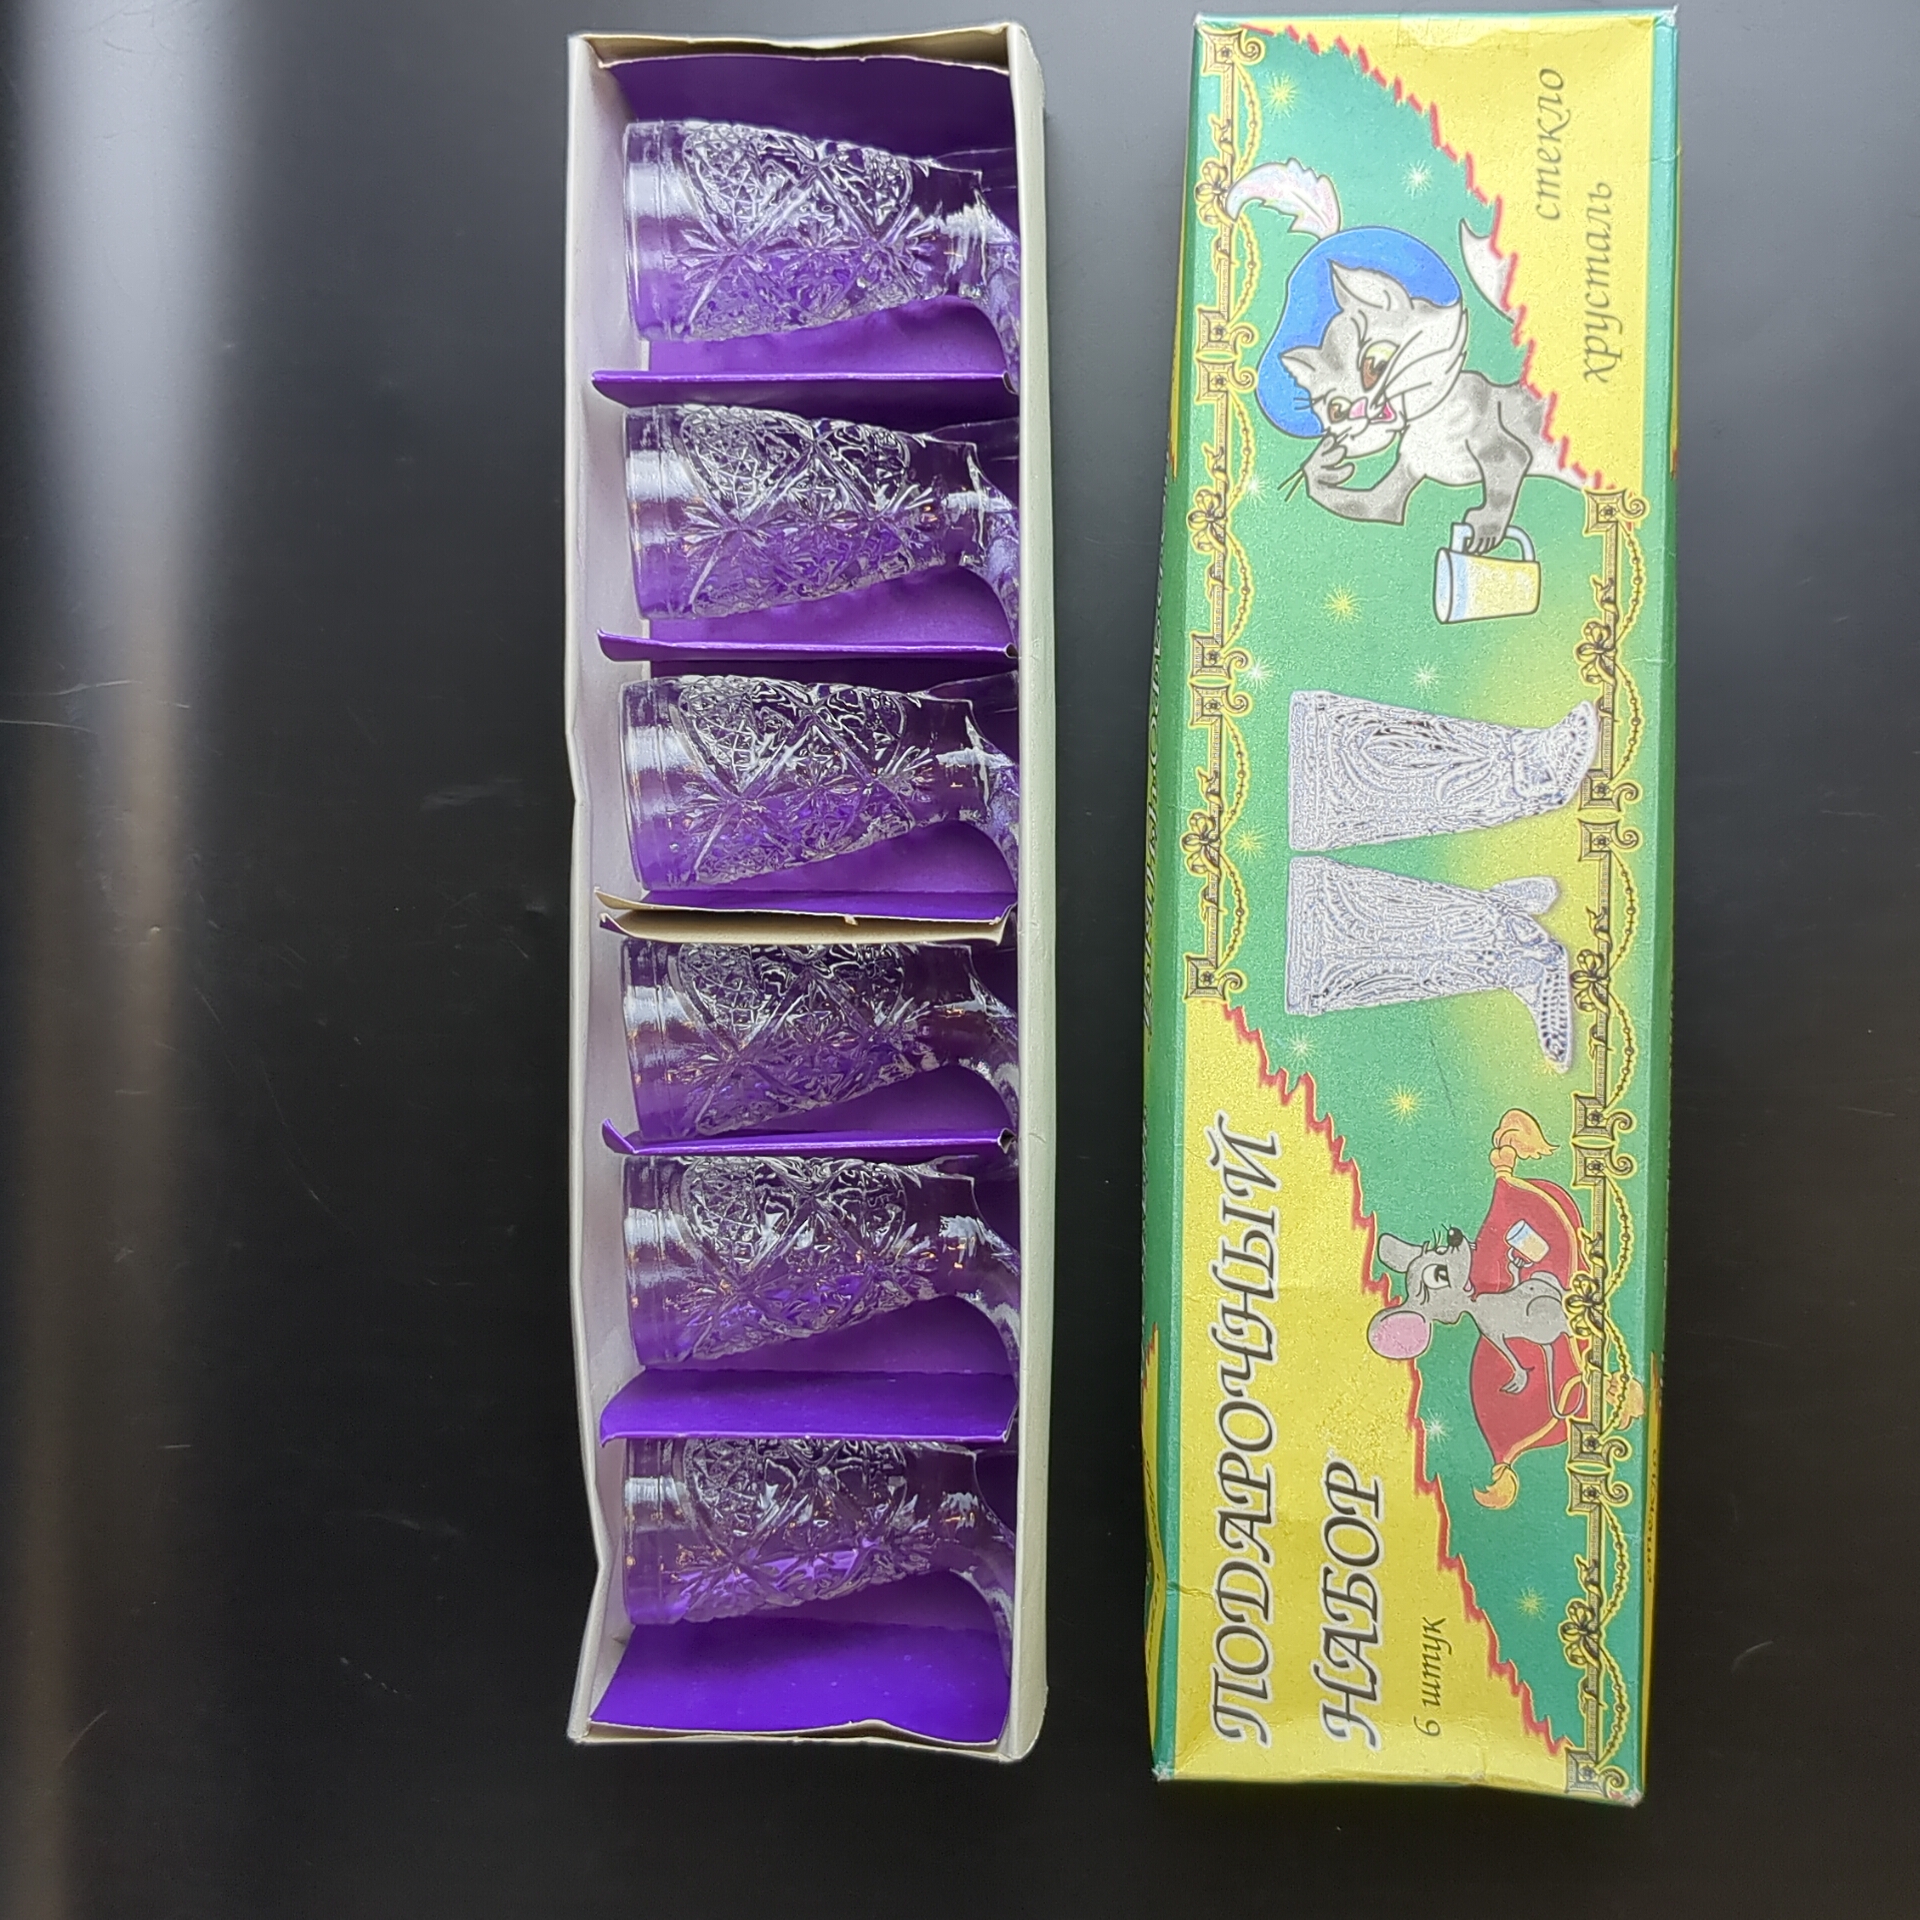 ПОДАРОЧНЫЙ
НАБОР
6 штук
стекло
хрусталь